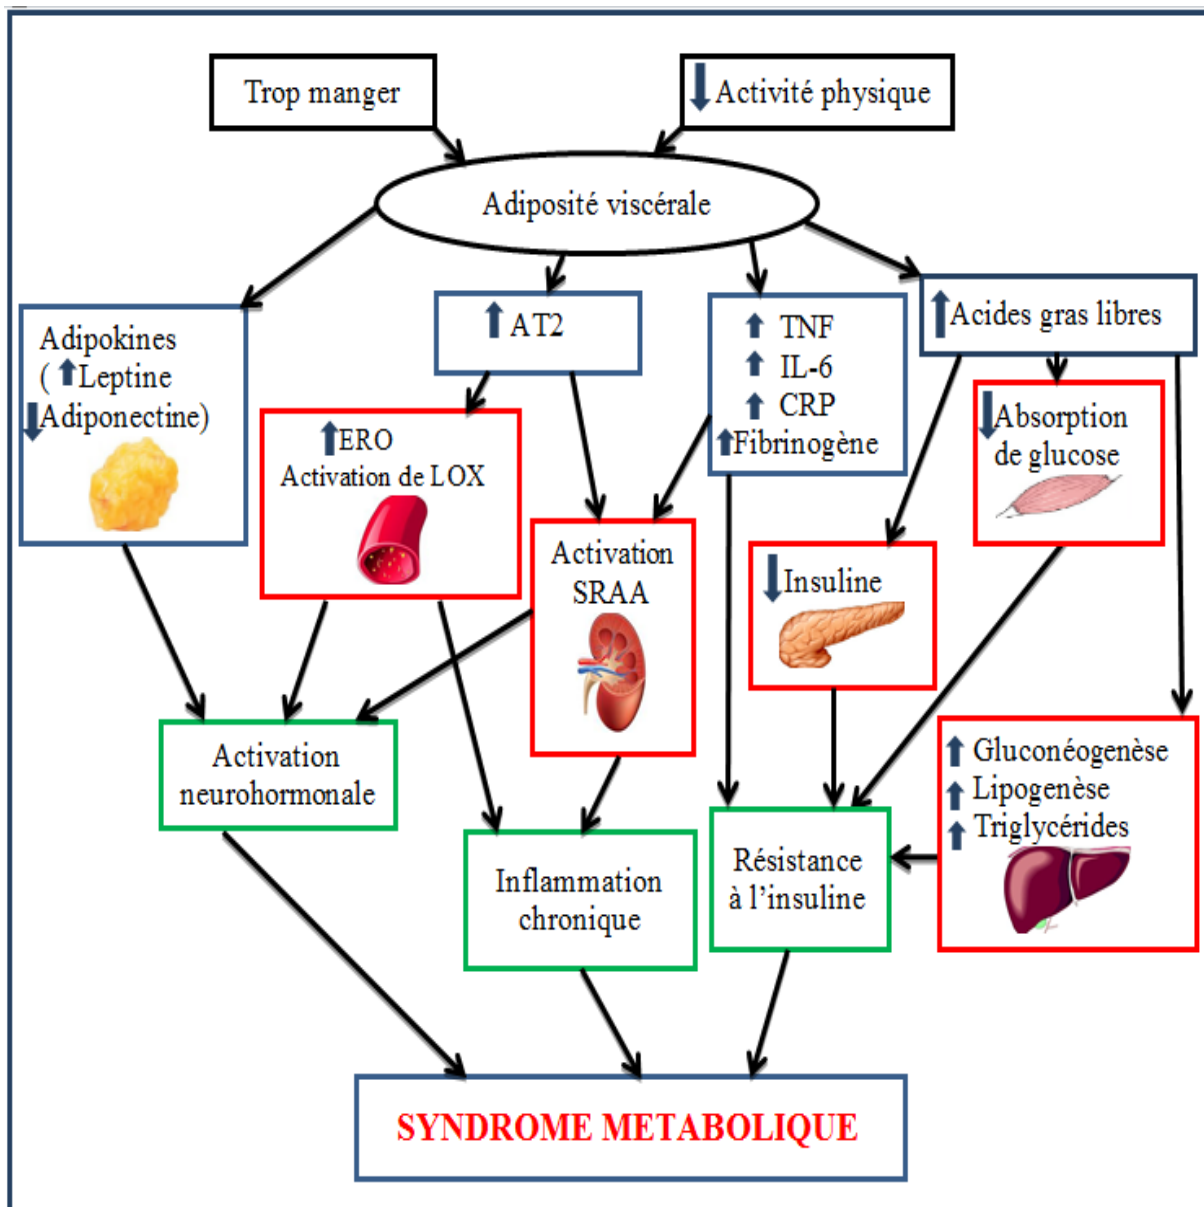 Trop manger
Activité physique
Adiposité viscérale
Adipokines
( Leptine
Adiponectine)
AT2
TNF
IL-6
CRP
Fibrinogène
Acides gras libres
ERO
Activation de LOX
Absorption
de glucose
Activation
SRAA
Insuline
Activation
neurohormonale
Gluconéogenèse
Lipogenèse
Triglycérides
Inflammation
chronique
Résistance
à l’insuline
SYNDROME METABOLIQUE